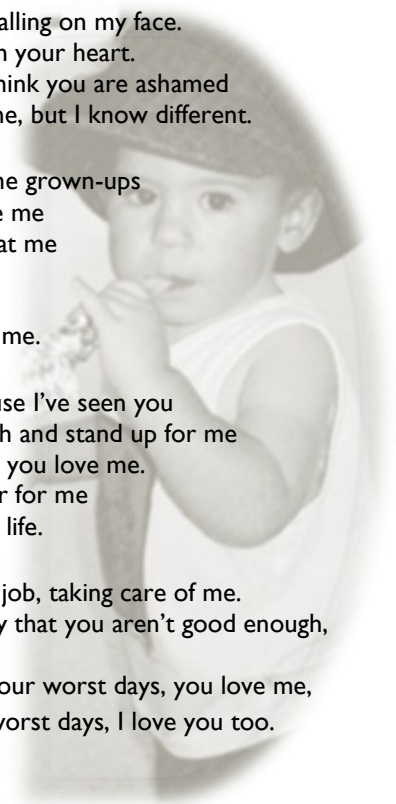 alling on my face.
your heart.
hink you are ashamed
ne, but I know different.
ne grown-ups
me
at me
me.
use I've seen you
h and stand up for me
you love me.
r for me
life.
job, taking care of me.
y that you aren't good enough,
our worst days, you love me,
worst days, I love you too.